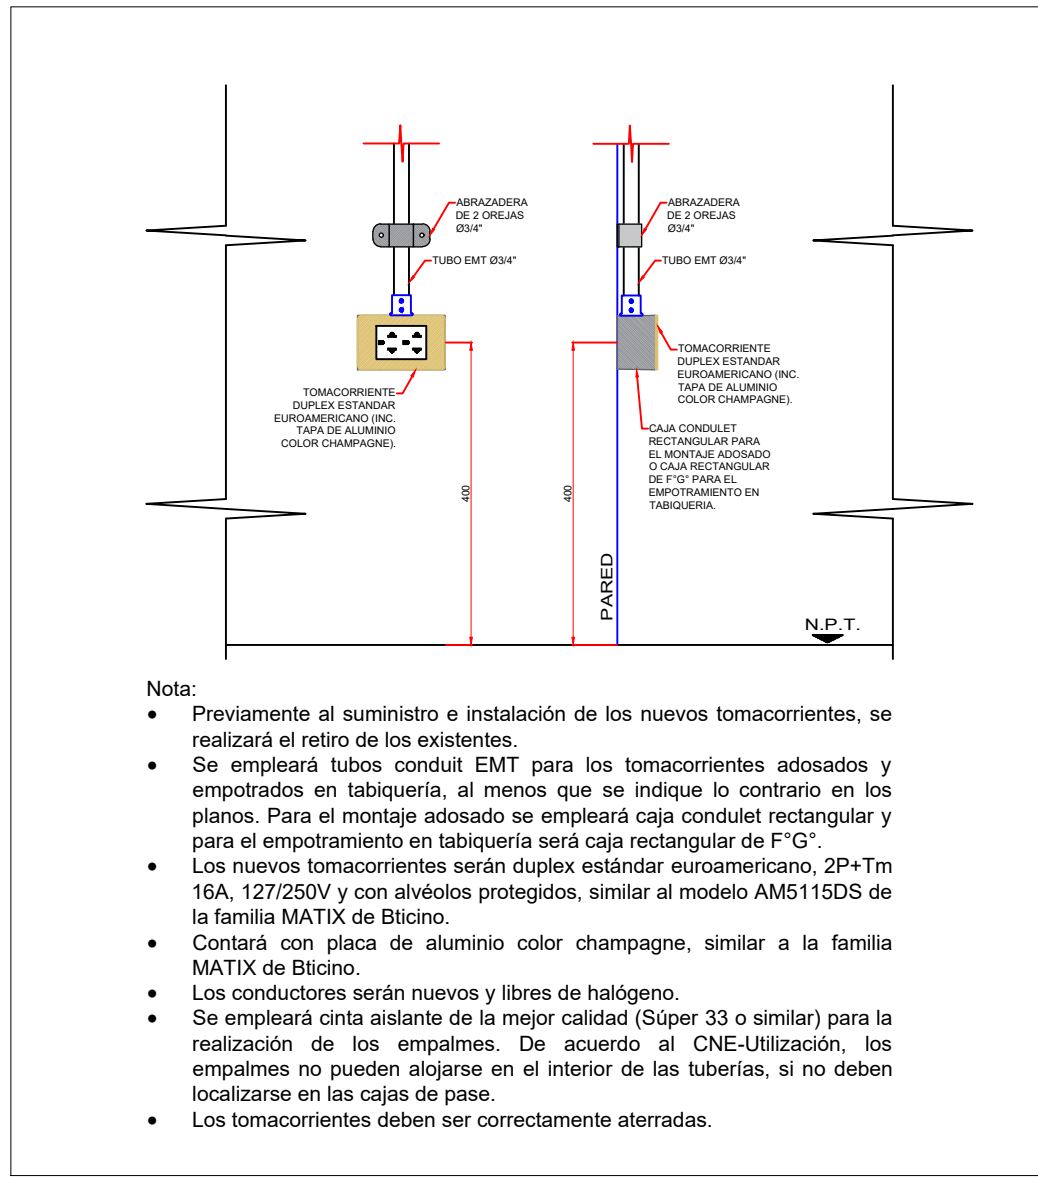 ABRAZADERA
DE 2 OREJAS
Ø3/4"
TUBO EMT Ø3/4"
TOMACORRIENTE
DUPLEX ESTANDAR
EUROAMERICANO (INC.
TAPA DE ALUMINIO
COLOR CHAMPAGNE).
400
ABRAZADERA
DE 2 OREJAS
Ø3/4"
TUBO EMT Ø3/4"
TOMACORRIENTE
DUPLEX ESTANDAR
EUROAMERICANO (INC.
TAPA DE ALUMINIO
COLOR CHAMPAGNE).
CAJA CONDULET
RECTANGULAR PARA
EL MONTAJE ADOSADO
O CAJA RECTANGULAR
DE F°G° PARA EL
EMPOTRAMIENTO EN
TABIQUERIA.
400
PARED
N.P.T.
Nota:
• Previamente al suministro e instalación de los nuevos tomacorrientes, se
realizará el retiro de los existentes.
• Se empleará tubos conduit EMT para los tomacorrientes adosados y
empotrados en tabiquería, al menos que se indique lo contrario en los
planos. Para el montaje adosado se empleará caja condulet rectangular y
para el empotramiento en tabiquería será caja rectangular de F°G°.
• Los nuevos tomacorrientes serán duplex estándar euroamericano, 2P+Tm
16A, 127/250V y con alvéolos protegidos, similar al modelo AM5115DS de
la familia MATIX de Bticino.
• Contará con placa de aluminio color champagne, similar a la familia
MATIX de Bticino.
• Los conductores serán nuevos y libres de halógeno.
• Se empleará cinta aislante de la mejor calidad (Súper 33 o similar) para la
realización de los empalmes. De acuerdo al CNE-Utilización, los
empalmes no pueden alojarse en el interior de las tuberías, si no deben
localizarse en las cajas de pase.
• Los tomacorrientes deben ser correctamente aterradas.